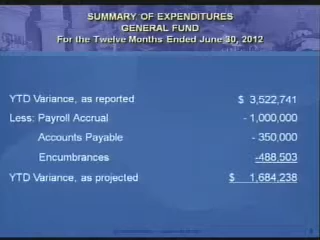 SUMMARY OF EXPENDITURES
GENERAL FUND
For the Twelve Months Ended June 30, 2012
YTD Variance, as reported $ 3,522,741
Less: Payroll Accrual - 1,000,000
Accounts Payable - 350,000
Encumbrances -488,503
YTD Variance, as projected $ 1,684,238